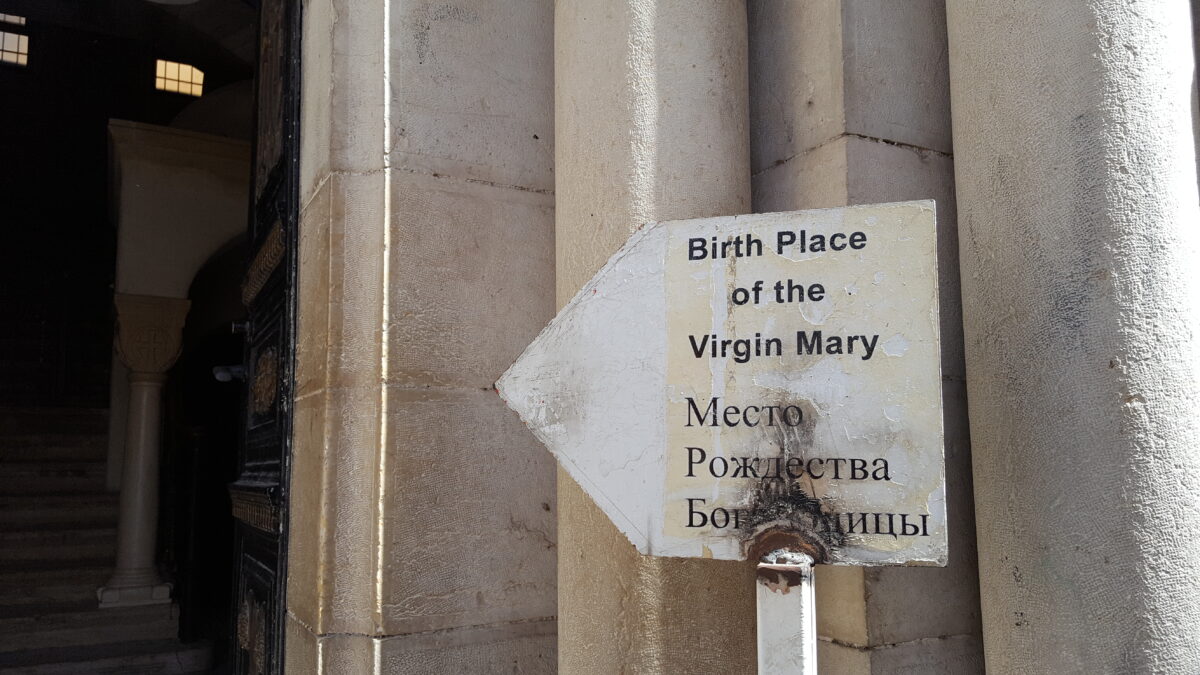 Birth Place
of the
Virgin Mary
Место
Рождества